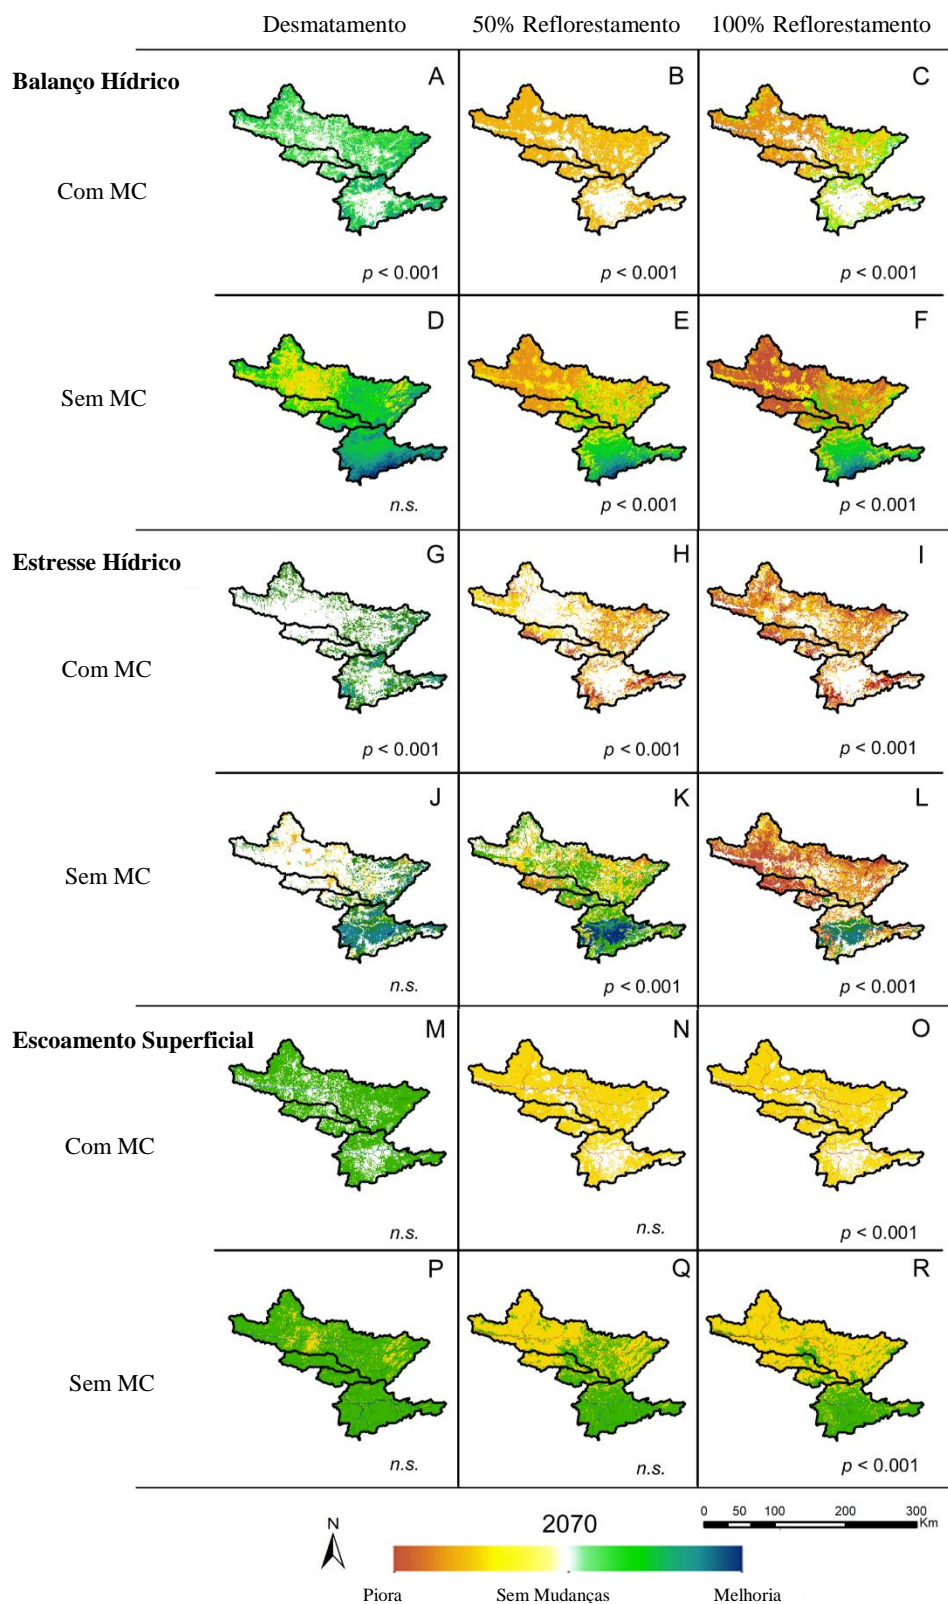 Desmatamento 50% Reflorestamento 100% Reflorestamento
Balanço Hídrico
A B C
Com MC
p < 0.001 p < 0.001 p < 0.001
D E F
Sem MC
n.s. p < 0.001 p < 0.001
Estresse Hídrico
G H I
Com MC
p < 0.001 p < 0.001 p < 0.001
J K L
Sem MC
n.s. p < 0.001 p < 0.001
Escoamento Superficial
M N O
Com MC
n.s. n.s. p < 0.001
P Q R
Sem MC
n.s. n.s. p < 0.001
N
2070
0 50 100 200 300
Km
Piora Sem Mudanças Melhoria